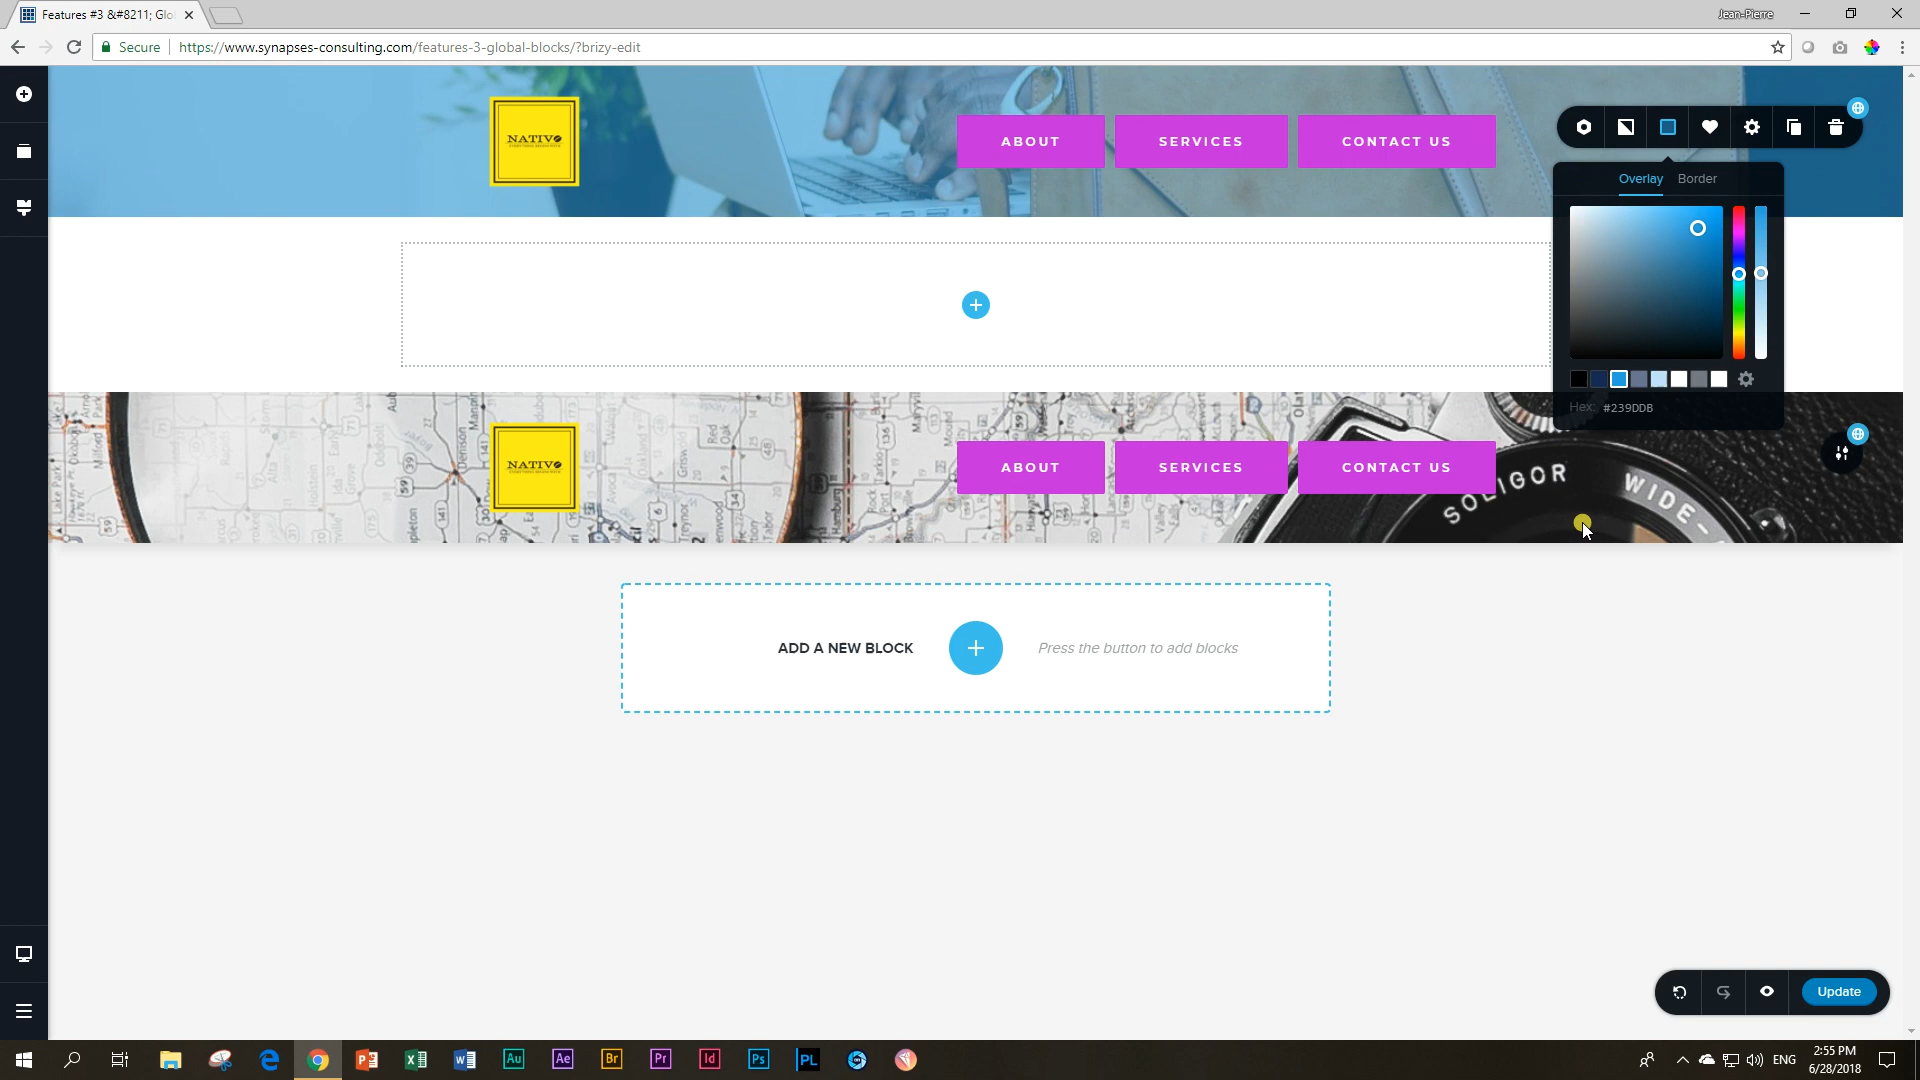 Features #3 &#8211; Glo
Jean-Pierre
Secure
https://www.synapses-consulting.com/features-3-global-blocks/?brizy-edit
NATIVO
ABOUT
SERVICES
CONTACT US
Overlay
Border
Hex:
#239DDB
NATIVO
ABOUT
SERVICES
CONTACT US
SOLIGOR WIDE-
ADD A NEW BLOCK
Press the button to add blocks
Update
Au
Ae
Br
Pr
Id
Ps
PL
ENG
2:55 PM
6/28/2018